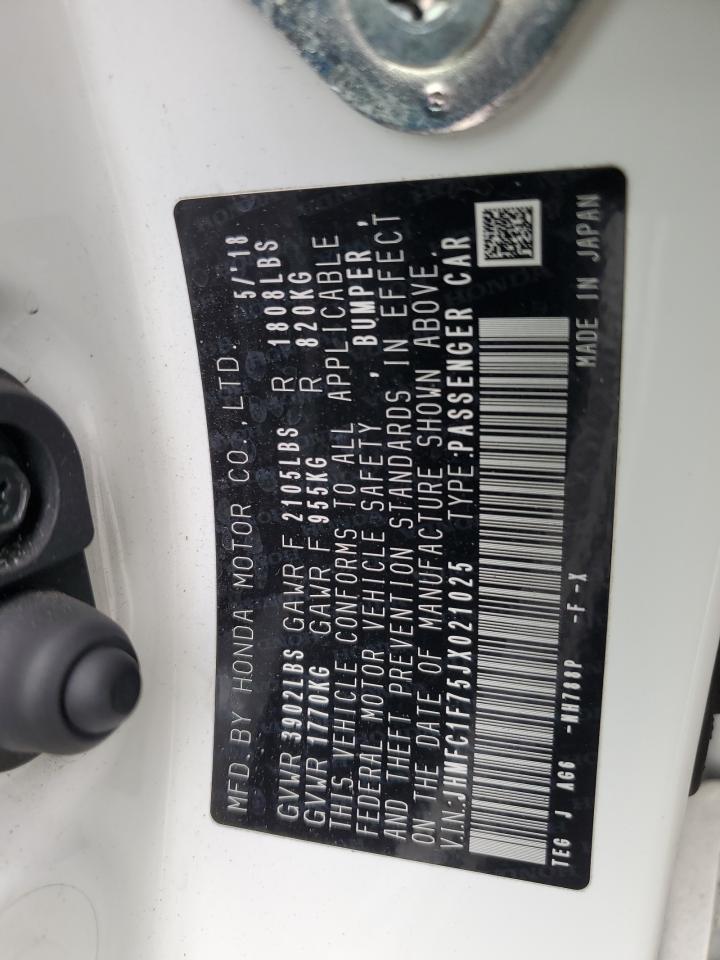 MFD. BY HONDA MOTOR CO.,LTD. 5/'18
GVWR 3902LBS GAWR F 2105LBS R 1808LBS
GVWR 1770KG GAWR F 955KG R 820KG
THIS VEHICLE CONFORMS TO ALL APPLICABLE
FEDERAL MOTOR VEHICLE SAFETY , BUMPER ,
AND THEFT PREVENTION STANDARDS IN EFFECT
ON THE DATE OF MANUFACTURE SHOWN ABOVE.
V.I.N.:JHMFC1F75JX021025 TYPE:PASSENGER CAR
TEG J AG6 -NH788P -F-X MADE IN JAPAN